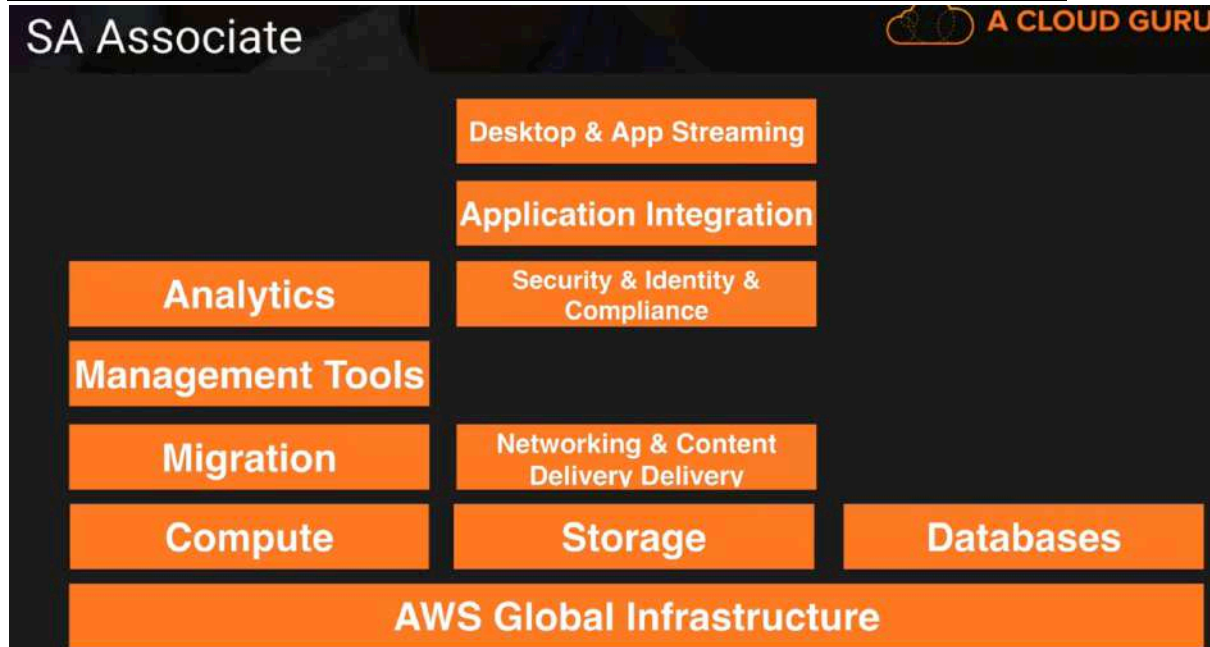 SA Associate
A CLOUD GURU
Desktop & App Streaming
Application Integration
Analytics
Security & Identity &
Compliance
Management Tools
Migration
Networking & Content
Delivery Delivery
Compute
Storage
Databases
AWS Global Infrastructure